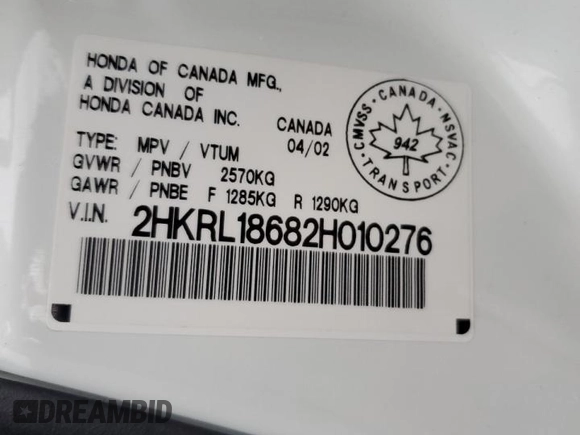 HONDA OF CANADA MFG.,
A DIVISION OF
HONDA CANADA INC.
CANADA
04/02
TYPE: MPV / VTUM
GVWR / PNBV 2570KG
GAWR / PNBE F 1285KG R 1290KG
V.I.N. 2HKRL18682H010276
CMVSS · CANADA · NSVAC
942
TRANSPORT
DREAMBID